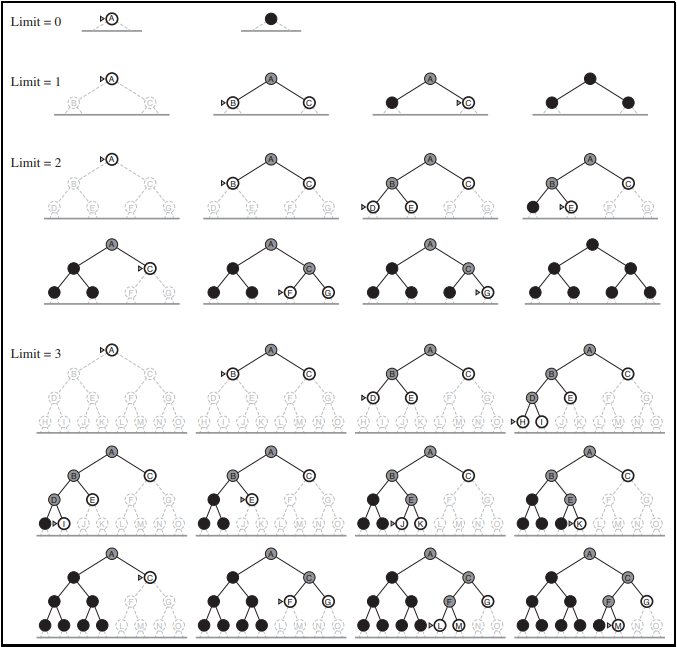 Limit = 0 A
Limit = 1 A A A
B C B C C
Limit = 2 A A A A
B C B C B C B C
D E F G D E F G D E F G E F G
A A A
C C C
F G F G G
Limit = 3 A A A A
B C B C B C B C
D E F G D E F G D E F G D E F G
H I J K L M N O H I J K L M N O H I J K L M N O H I J K L M N O
A A A A
B C B C B C B C
D E F G E F G E F G E F G
I J K L M N O J K L M N O J K L M N O K L M N O
A A A A
C C C C
F G F G F G F G
L M N O L M N O L M N O M N O